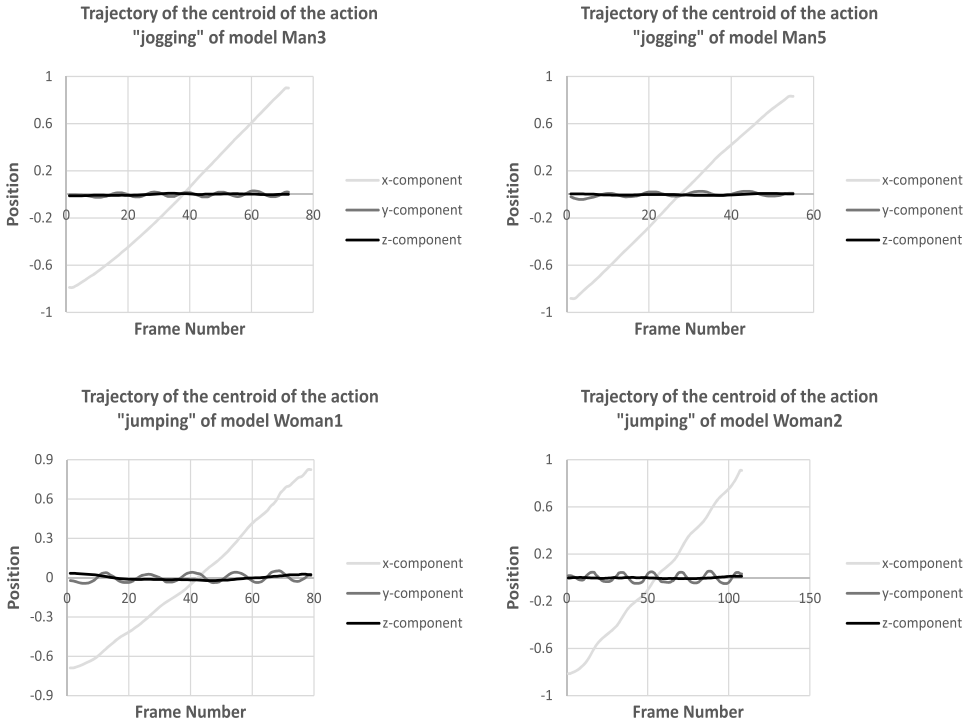 Trajectory of the centroid of the action
"jogging" of model Man3
1
0.6
0.2
-0.2
-0.6
-1
0 20 40 60 80
Position
Frame Number
x-component
y-component
z-component
Trajectory of the centroid of the action
"jogging" of model Man5
1
0.6
0.2
-0.2
-0.6
-1
0 20 40 60
Position
Frame Number
x-component
y-component
z-component
Trajectory of the centroid of the action
"jumping" of model Woman1
0.9
0.6
0.3
0
-0.3
-0.6
-0.9
0 20 40 60 80
Position
Frame Number
x-component
y-component
z-component
Trajectory of the centroid of the action
"jumping" of model Woman2
1
0.6
0.2
-0.2
-0.6
-1
0 50 100 150
Position
Frame Number
x-component
y-component
z-component